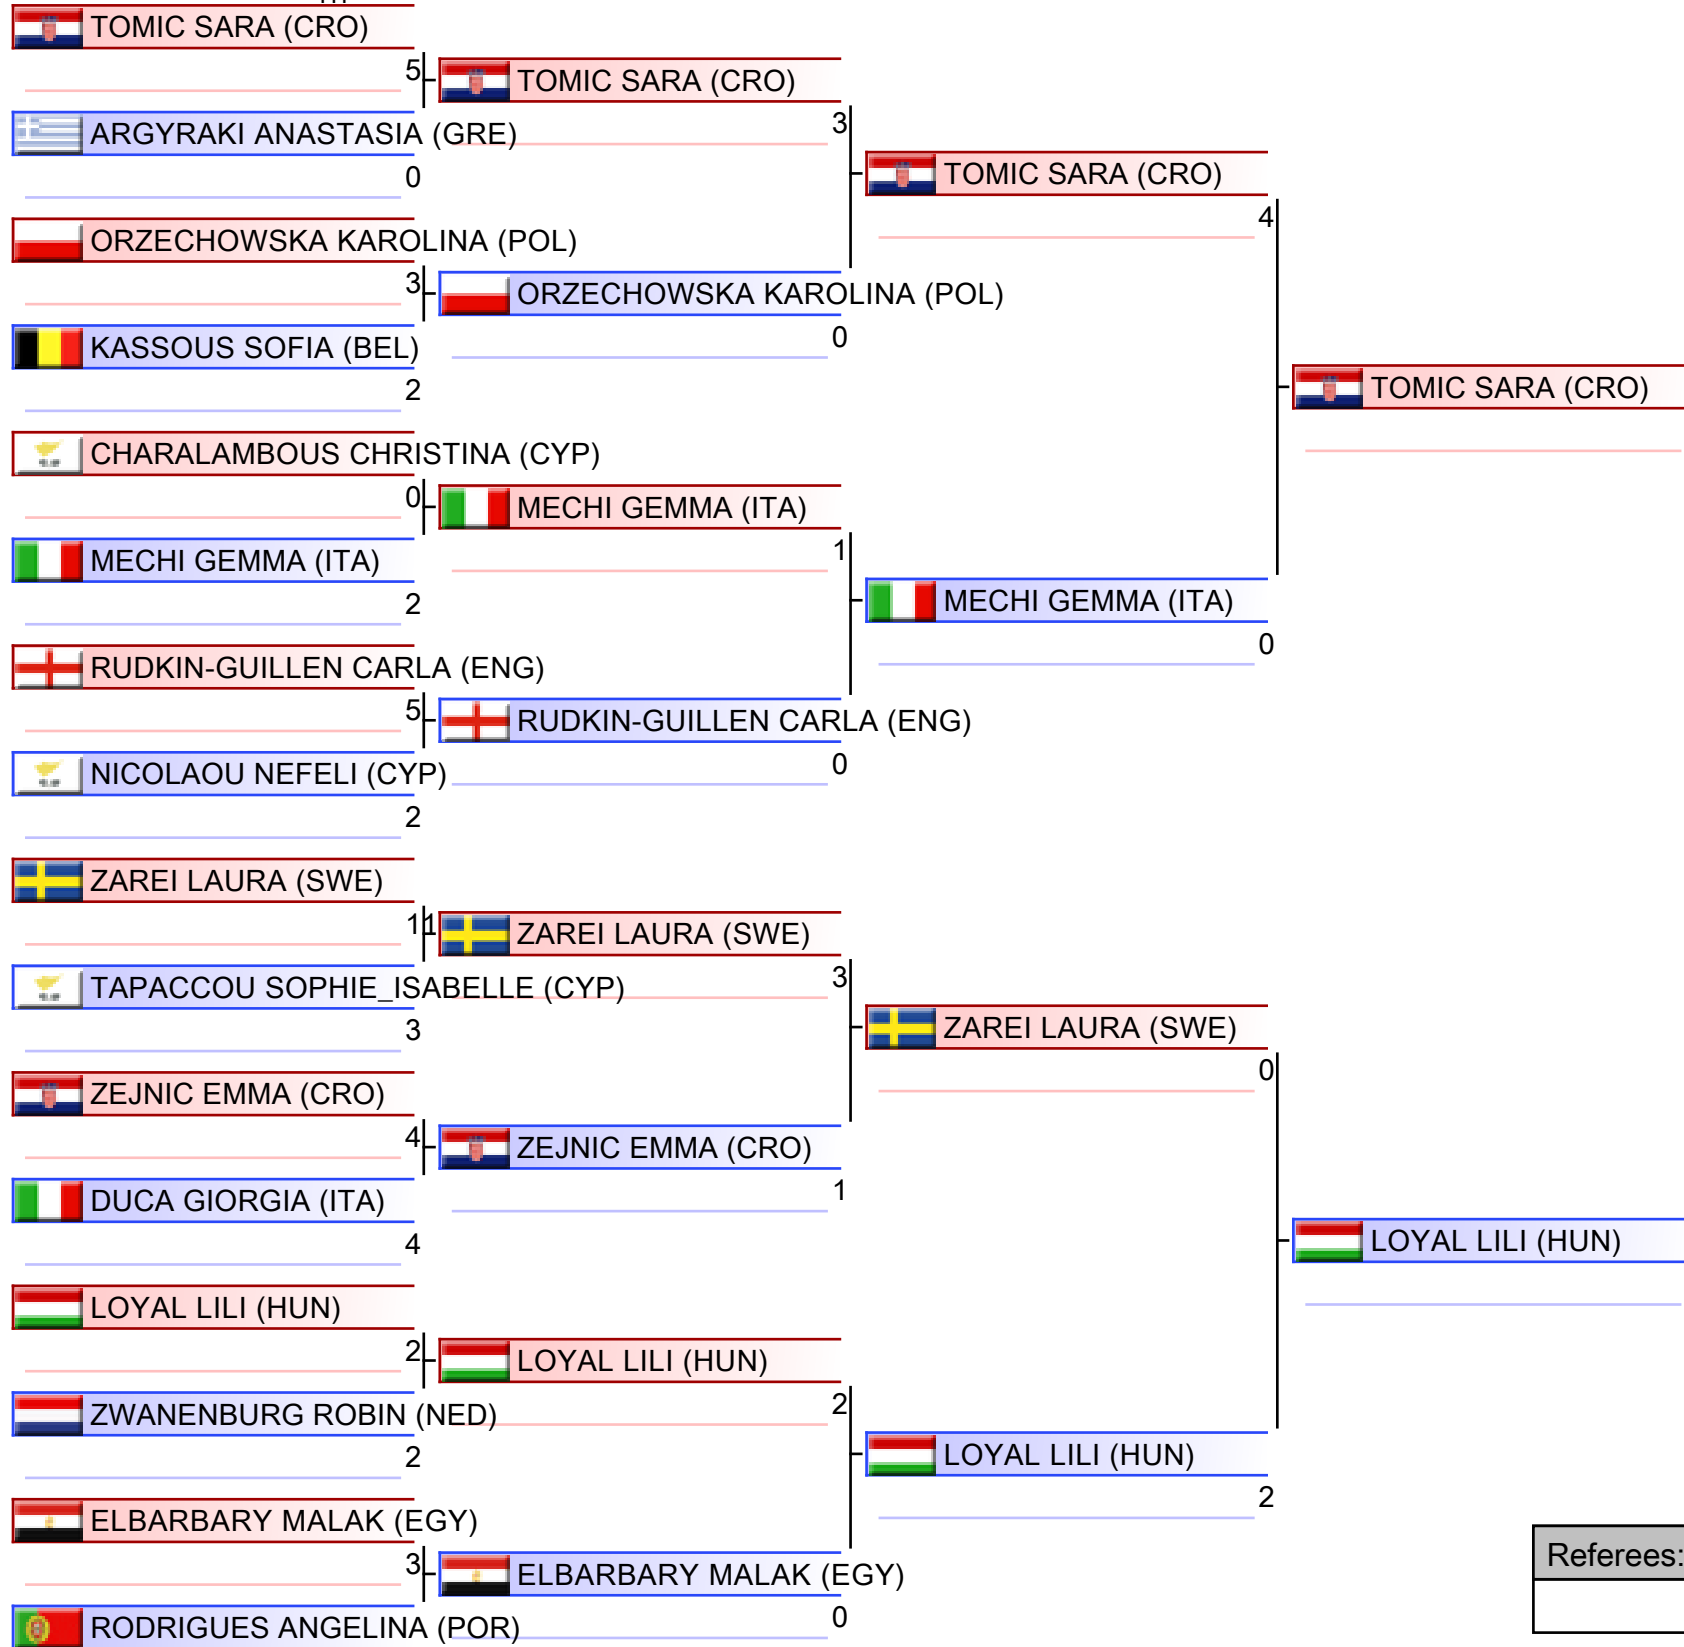 TOMIC SARA (CRO)
5
TOMIC SARA (CRO)
ARGYRAKI ANASTASIA (GRE)
3
0
TOMIC SARA (CRO)
4
ORZECHOWSKA KAROLINA (POL)
3
ORZECHOWSKA KAROLINA (POL)
KASSOUS SOFIA (BEL)
0
2
TOMIC SARA (CRO)
CHARALAMBOUS CHRISTINA (CYP)
0
MECHI GEMMA (ITA)
MECHI GEMMA (ITA)
1
2
MECHI GEMMA (ITA)
0
RUDKIN-GUILLEN CARLA (ENG)
5
RUDKIN-GUILLEN CARLA (ENG)
NICOLAOU NEFELI (CYP)
0
2
ZAREI LAURA (SWE)
11
ZAREI LAURA (SWE)
TAPACCOU SOPHIE_ISABELLE (CYP)
3
3
ZAREI LAURA (SWE)
0
ZEJNIC EMMA (CRO)
4
ZEJNIC EMMA (CRO)
DUCA GIORGIA (ITA)
1
4
LOYAL LILI (HUN)
LOYAL LILI (HUN)
2
LOYAL LILI (HUN)
ZWANENBURG ROBIN (NED)
2
2
LOYAL LILI (HUN)
2
ELBARBARY MALAK (EGY)
3
ELBARBARY MALAK (EGY)
RODRIGUES ANGELINA (POR)
0
Referees: